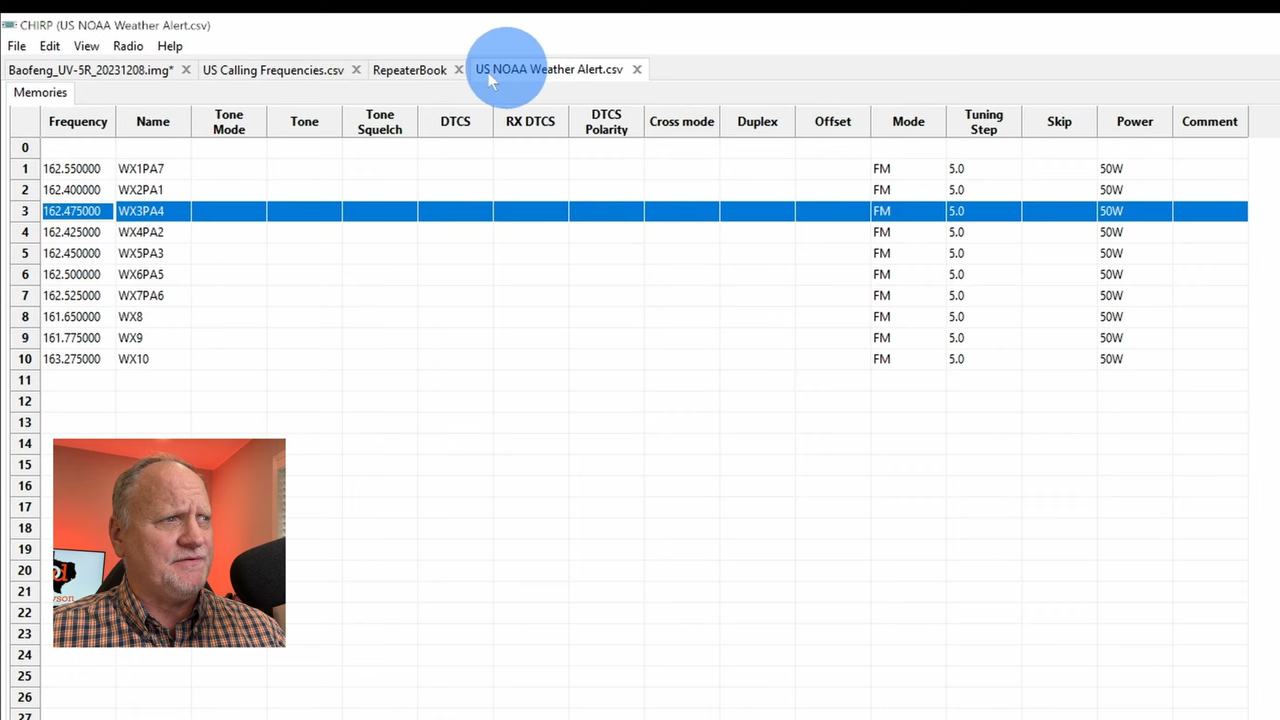 CHIRP (US NOAA Weather Alert.csv)
File Edit View Radio Help
Baofeng_UV-5R_20231208.img* US Calling Frequencies.csv RepeaterBook US NOAA Weather Alert.csv
Memories
Frequency Name Tone Mode Tone Tone Squelch DTCS RX DTCS DTCS Polarity Cross mode Duplex Offset Mode Tuning Step Skip Power Comment
0
1 162.550000 WX1PA7 FM 5.0 50W
2 162.400000 WX2PA1 FM 5.0 50W
3 162.475000 WX3PA4 FM 5.0 50W
4 162.425000 WX4PA2 FM 5.0 50W
5 162.450000 WX5PA3 FM 5.0 50W
6 162.500000 WX6PA5 FM 5.0 50W
7 162.525000 WX7PA6 FM 5.0 50W
8 161.650000 WX8 FM 5.0 50W
9 161.775000 WX9 FM 5.0 50W
10 163.275000 WX10 FM 5.0 50W
11
12
13
14
15
16
17
18
19
20
21
22
23
24
25
26
27